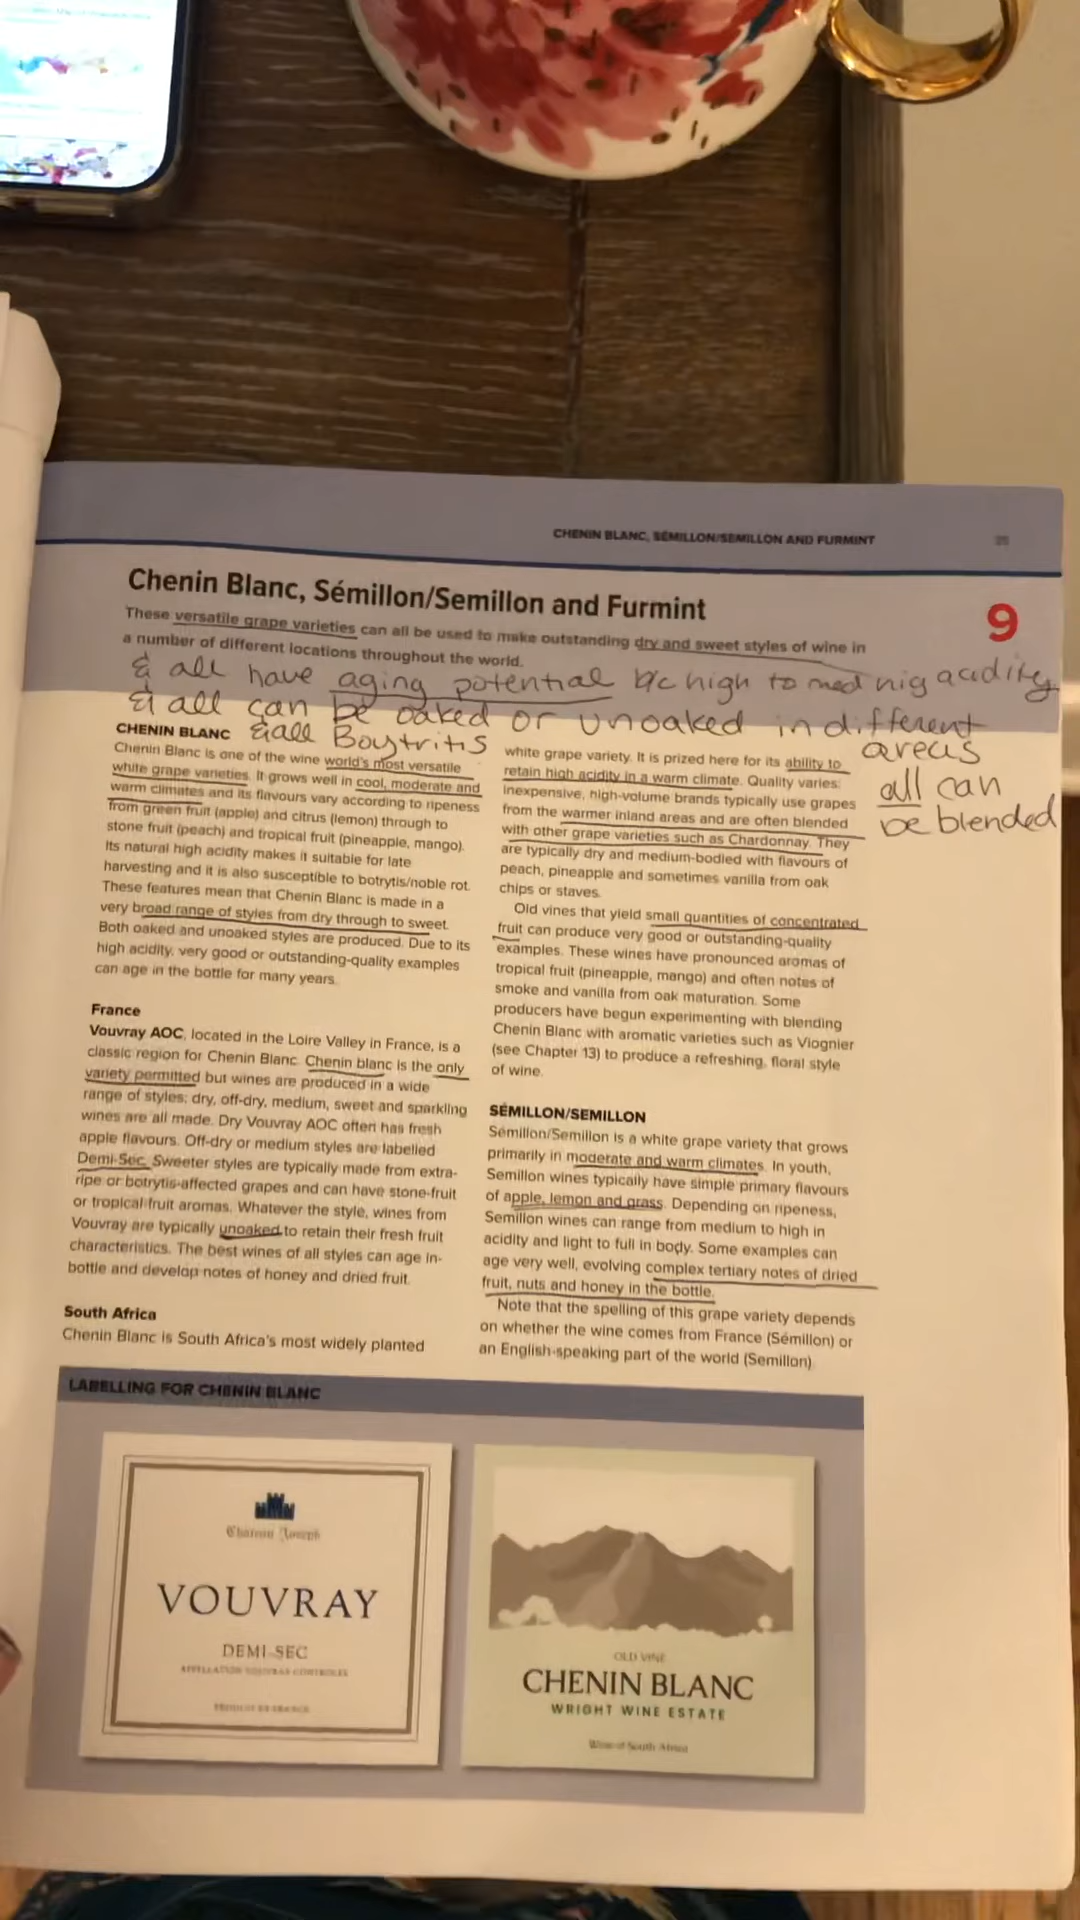 CHENIN BLANC, SÉMILLON/SEMILLON AND FURMINT
Chenin Blanc, Sémillon/Semillon and Furmint
9
These versatile grape varieties can all be used to make outstanding dry and sweet styles of wine in
a number of different locations throughout the world.
& all have aging potential b/c high to med hig acidity
& all can be oaked or unoaked in different
areas
& all Boytritis
all can
be blended
CHENIN BLANC
Chenin Blanc is one of the wine world's most versatile
white grape varieties. It grows well in cool, moderate and
warm climates and its flavours vary according to ripeness
from green fruit (apple) and citrus (lemon) through to
stone fruit (peach) and tropical fruit (pineapple, mango).
Its natural high acidity makes it suitable for late
harvesting and it is also susceptible to botrytis/noble rot.
These features mean that Chenin Blanc is made in a
very broad range of styles from dry through to sweet.
Both oaked and unoaked styles are produced. Due to its
high acidity, very good or outstanding-quality examples
can age in the bottle for many years.
France
Vouvray AOC, located in the Loire Valley in France, is a
classic region for Chenin Blanc. Chenin blanc is the only
variety permitted but wines are produced in a wide
range of styles; dry, off-dry, medium, sweet and sparkling
wines are all made. Dry Vouvray AOC often has fresh
apple flavours. Off-dry or medium styles are labelled
Demi-Sec. Sweeter styles are typically made from extra-
ripe or botrytis-affected grapes and can have stone-fruit
or tropical-fruit aromas. Whatever the style, wines from
Vouvray are typically unoaked to retain their fresh fruit
characteristics. The best wines of all styles can age in-
bottle and develop notes of honey and dried fruit.
South Africa
Chenin Blanc is South Africa's most widely planted
white grape variety. It is prized here for its ability to
retain high acidity in a warm climate. Quality varies:
inexpensive, high-volume brands typically use grapes
from the warmer inland areas and are often blended
with other grape varieties such as Chardonnay. They
are typically dry and medium-bodied with flavours of
peach, pineapple and sometimes vanilla from oak
chips or staves.
Old vines that yield small quantities of concentrated
fruit can produce very good or outstanding-quality
examples. These wines have pronounced aromas of
tropical fruit (pineapple, mango) and often notes of
smoke and vanilla from oak maturation. Some
producers have begun experimenting with blending
Chenin Blanc with aromatic varieties such as Viognier
(see Chapter 13) to produce a refreshing, floral style
of wine.
SÉMILLON/SEMILLON
Sémillon/Semillon is a white grape variety that grows
primarily in moderate and warm climates. In youth,
Semillon wines typically have simple primary flavours
of apple, lemon and grass. Depending on ripeness,
Semillon wines can range from medium to high in
acidity and light to full in body. Some examples can
age very well, evolving complex tertiary notes of dried
fruit, nuts and honey in the bottle.
Note that the spelling of this grape variety depends
on whether the wine comes from France (Sémillon) or
an English-speaking part of the world (Semillon).
LABELLING FOR CHENIN BLANC
Joseph
VOUVRAY
DEMI-SEC
APPELLATION VOUVRAY CONTRÔLÉE
PRODUCT OF FRANCE
OLD VINE
CHENIN BLANC
WRIGHT WINE ESTATE
Wine of South Africa